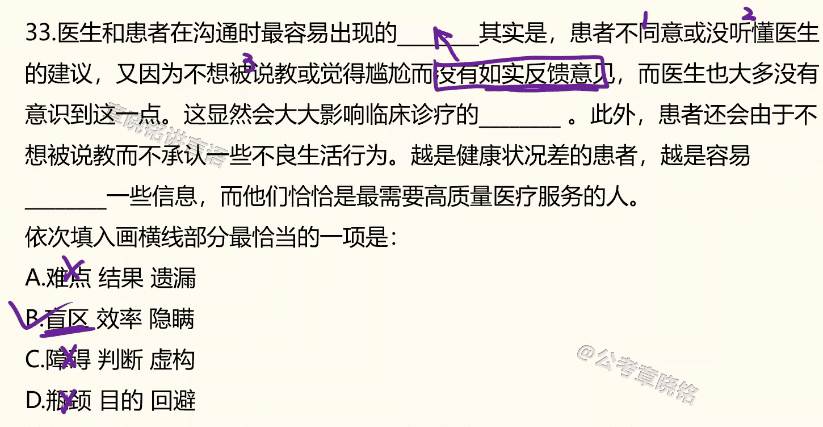 33.医生和患者在沟通时最容易出现的________其实是，患者不同意或没听懂医生
的建议，又因为不想被说教或觉得尴尬而没有如实反馈意见，而医生也大多没有
意识到这一点。这显然会大大影响临床诊疗的________ 。此外，患者还会由于不
想被说教而不承认一些不良生活行为。越是健康状况差的患者，越是容易
________一些信息，而他们恰恰是最需要高质量医疗服务的人。
依次填入画横线部分最恰当的一项是：
A.难点 结果 遗漏
B.盲区 效率 隐瞒
C.障碍 判断 虚构
D.瓶颈 目的 回避
1
2
3
@公考章晓铭